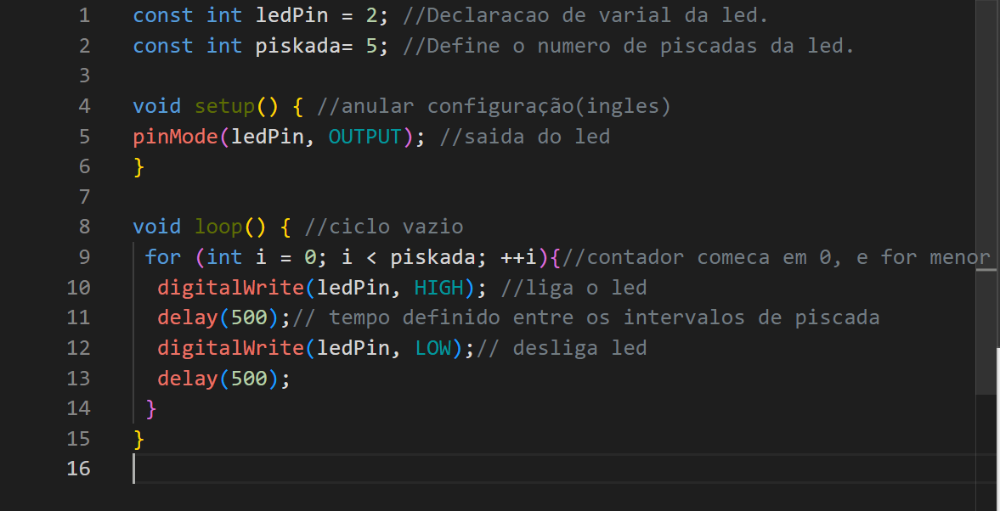 1 const int ledPin = 2; //Declaracao de varial da led.
2 const int piskada= 5; //Define o numero de piscadas da led.
3
4 void setup() { //anular configuração(ingles)
5 pinMode(ledPin, OUTPUT); //saida do led
6 }
7
8 void loop() { //ciclo vazio
9 for (int i = 0; i < piskada; ++i){//contador comeca em 0, e for menor
10 digitalWrite(ledPin, HIGH); //liga o led
11 delay(500);// tempo definido entre os intervalos de piscada
12 digitalWrite(ledPin, LOW);// desliga led
13 delay(500);
14 }
15 }
16